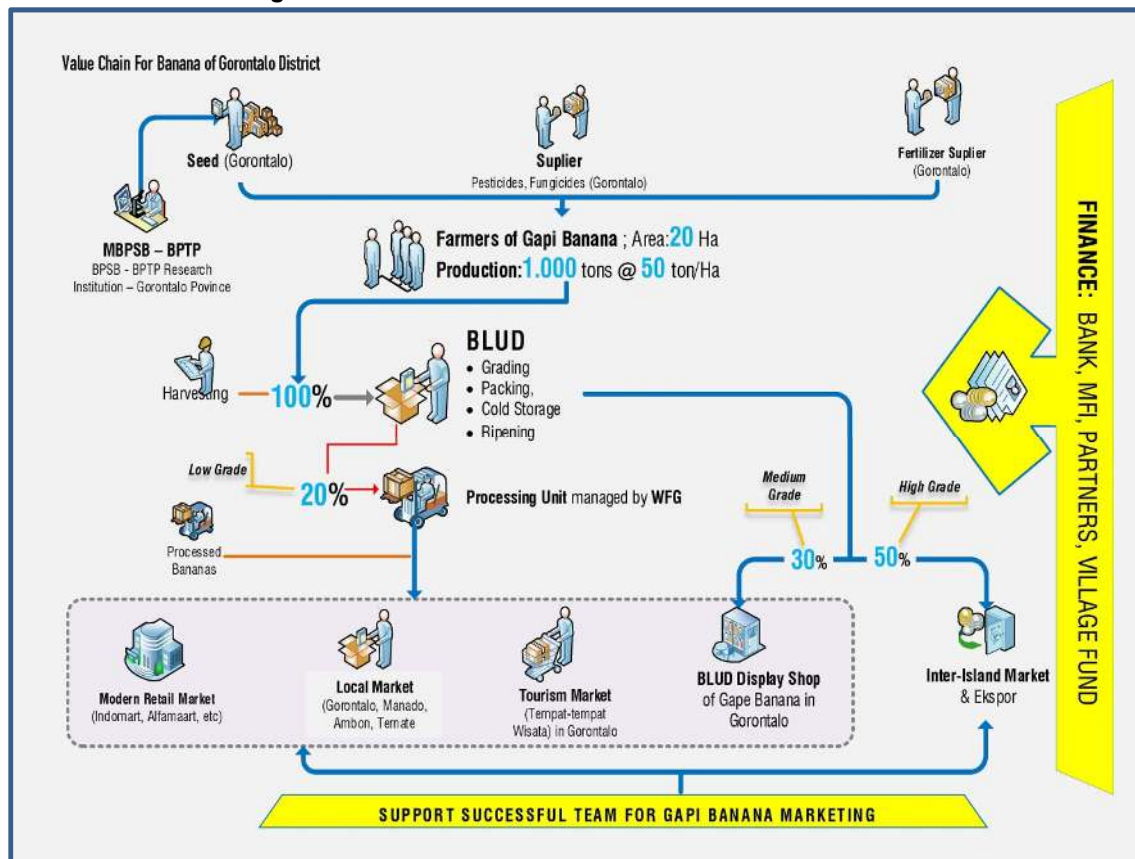 Value Chain For Banana of Gorontalo District
Seed (Gorontalo)
Suplier
Pesticides, Fungicides (Gorontalo)
Fertilizer Suplier
(Gorontalo)
MBPSB – BPTP
BPSB - BPTP Research
Institution – Gorontalo Povince
Farmers of Gapi Banana ; Area:20 Ha
Production:1.000 tons @ 50 ton/Ha
FINANCE: BANK, MFI, PARTNERS, VILLAGE FUND
BLUD
• Grading
• Packing,
• Cold Storage
• Ripening
Harvesung
100%
Low Grade
20%
Processing Unit managed by WFG
Medium
Grade
High Grade
30%
50%
Processed
Bananas
Modern Retail Market
(Indomart, Alfamaart, etc)
Local Market
(Gorontalo, Manado,
Ambon, Ternate
Tourism Market
(Tempat-tempat
Wisata) in Gorontalo
BLUD Display Shop
of Gape Banana in
Gorontalo
Inter-Island Market
& Ekspor
SUPPORT SUCCESSFUL TEAM FOR GAPI BANANA MARKETING